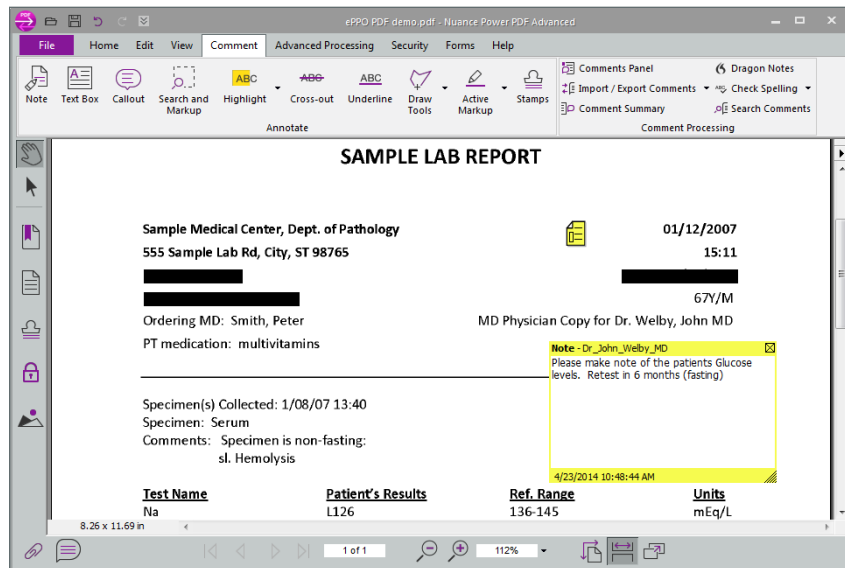 ePPO PDF demo.pdf - Nuance Power PDF Advanced
File Home Edit View Comment Advanced Processing Security Forms Help
Note
Text Box
Callout
Search and Markup
ABC Highlight
ABC Cross-out
ABC Underline
Draw Tools
Active Markup
Stamps
Annotate
Comments Panel
Import / Export Comments
Comment Summary
Dragon Notes
Check Spelling
Search Comments
Comment Processing
SAMPLE LAB REPORT
Sample Medical Center, Dept. of Pathology 01/12/2007
555 Sample Lab Rd, City, ST 98765 15:11
67Y/M
Ordering MD: Smith, Peter MD Physician Copy for Dr. Welby, John MD
PT medication: multivitamins
Note - Dr_John_Welby_MD
Please make note of the patients Glucose
levels. Retest in 6 months (fasting)
4/23/2014 10:48:44 AM
Specimen(s) Collected: 1/08/07 13:40
Specimen: Serum
Comments: Specimen is non-fasting:
sl. Hemolysis
Test Name Patient's Results Ref. Range Units
Na L126 136-145 mEq/L
8.26 x 11.69 in
1 of 1 112%